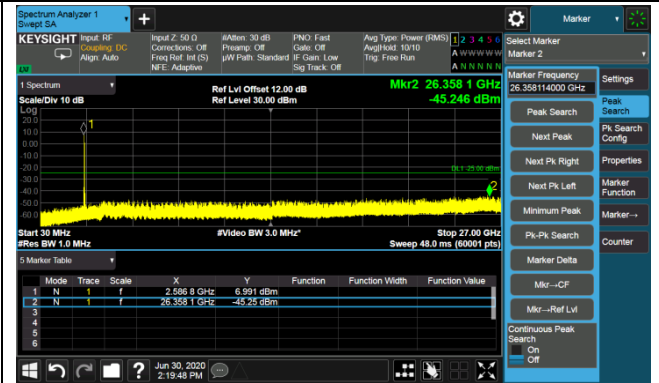 Spectrum Analyzer 1
Swept SA
+
Marker
KEYSIGHT Input: RF
Coupling: DC
Align: Auto
Input Z: 50 Ω
Corrections: Off
Freq Ref: Int (S)
NFE: Adaptive
#Atten: 30 dB
Preamp: Off
µW Path: Standard
PNO: Fast
Gate: Off
IF Gain: Low
Sig Track: Off
Avg Type: Power (RMS)
Avg|Hold: 10/10
Trig: Free Run
1 2 3 4 5 6
A W W W W W
A N N N N N
Select Marker
Marker 2
1 Spectrum
Scale/Div 10 dB
Log
Ref Lvl Offset 12.00 dB
Ref Level 30.00 dBm
Mkr2 26.358 1 GHz
-45.246 dBm
20.0
10.0
0.00
-10.0
-20.0
-30.0
-40.0
-50.0
-60.0
1
DL1 -25.00 dBm
2
Start 30 MHz
#Res BW 1.0 MHz
#Video BW 3.0 MHz*
Stop 27.00 GHz
Sweep 48.0 ms (60001 pts)
5 Marker Table
Mode Trace Scale X Y Function Function Width Function Value
1 N 1 f 2.586 8 GHz 6.991 dBm
2 N 1 f 26.358 1 GHz -45.25 dBm
3
4
5
6
Marker Frequency
26.358114000 GHz
Peak Search
Next Peak
Next Pk Right
Next Pk Left
Minimum Peak
Pk-Pk Search
Marker Delta
Mkr→CF
Mkr→Ref Lvl
Continuous Peak
Search
On
Off
Settings
Peak
Search
Pk Search
Config
Properties
Marker
Function
Marker→
Counter
?
Jun 30, 2020
2:19:48 PM